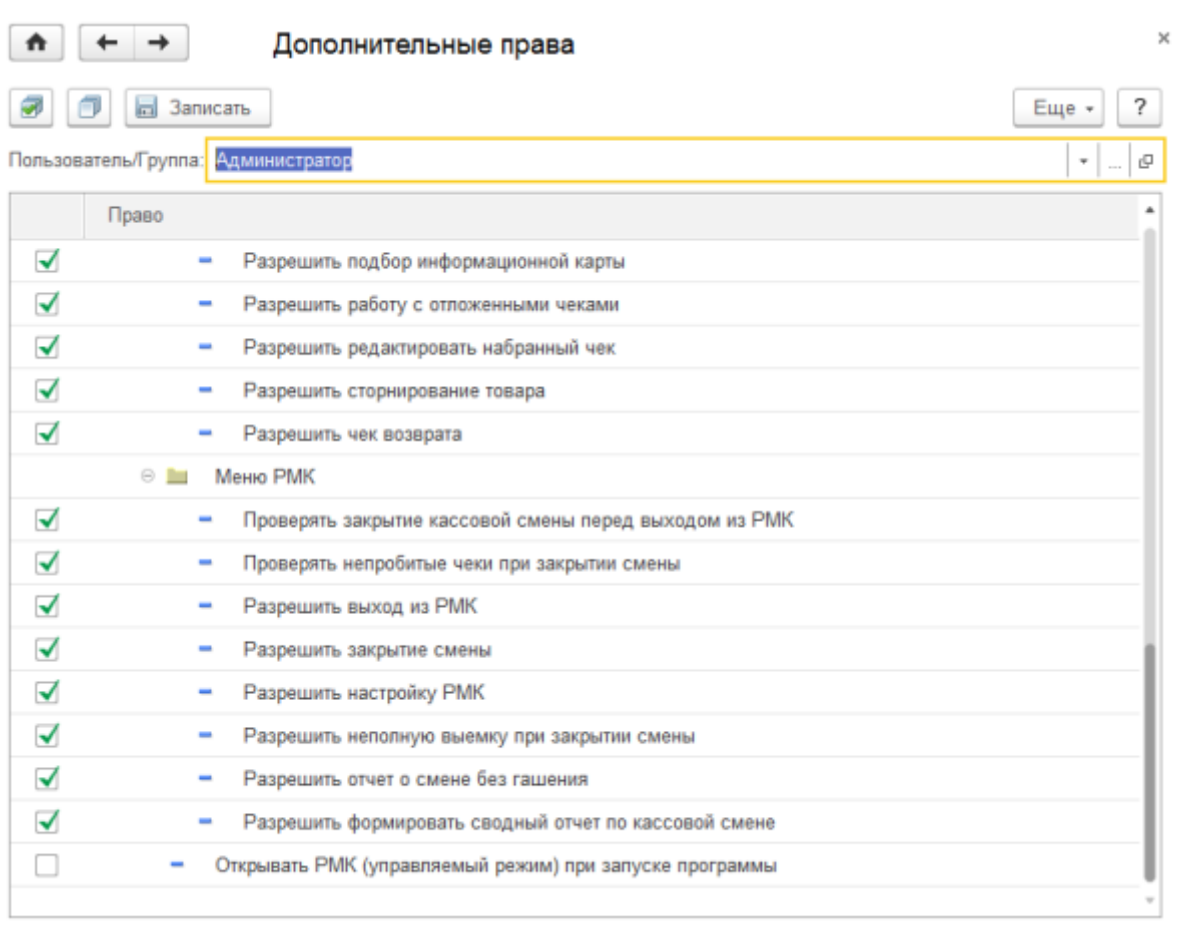 Дополнительные права
Записать
Еще
?
Пользователь/Группа: Администратор
...
Право
Разрешить подбор информационной карты
Разрешить работу с отложенными чеками
Разрешить редактировать набранный чек
Разрешить сторнирование товара
Разрешить чек возврата
Меню РМК
Проверять закрытие кассовой смены перед выходом из РМК
Проверять непробитые чеки при закрытии смены
Разрешить выход из РМК
Разрешить закрытие смены
Разрешить настройку РМК
Разрешить неполную выемку при закрытии смены
Разрешить отчет о смене без гашения
Разрешить формировать сводный отчет по кассовой смене
Открывать РМК (управляемый режим) при запуске программы